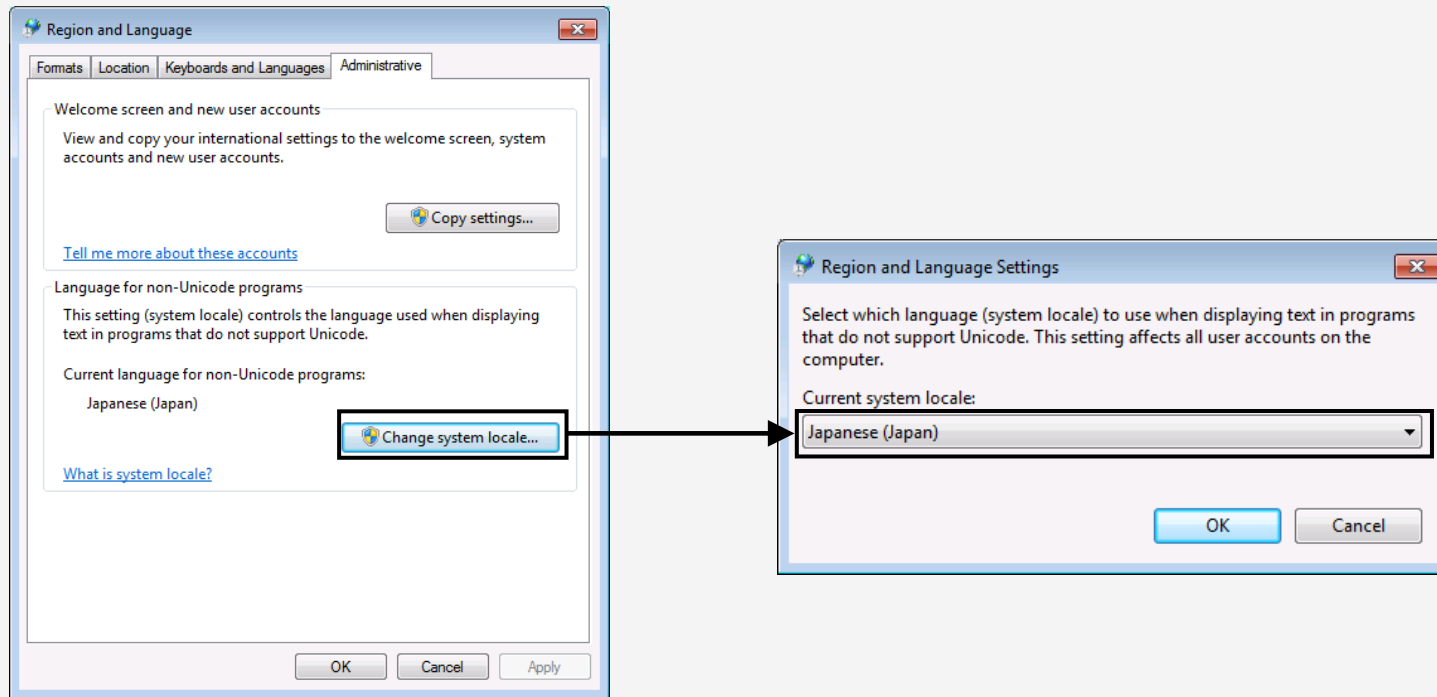 Region and Language
Formats Location Keyboards and Languages Administrative
Welcome screen and new user accounts
View and copy your international settings to the welcome screen, system
accounts and new user accounts.
Copy settings...
Tell me more about these accounts
Language for non-Unicode programs
This setting (system locale) controls the language used when displaying
text in programs that do not support Unicode.
Current language for non-Unicode programs:
Japanese (Japan)
Change system locale...
What is system locale?
OK Cancel Apply
Region and Language Settings
Select which language (system locale) to use when displaying text in programs
that do not support Unicode. This setting affects all user accounts on the
computer.
Current system locale:
Japanese (Japan)
OK Cancel